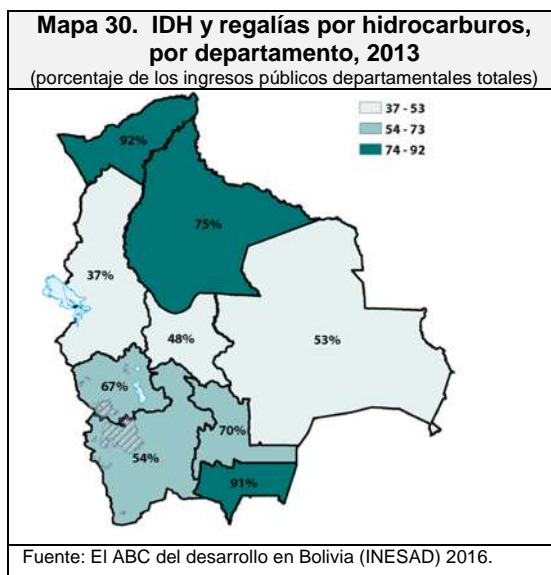 Mapa 30. IDH y regalías por hidrocarburos,
por departamento, 2013
(porcentaje de los ingresos públicos departamentales totales)
37 - 53
54 - 73
74 - 92
92%
75%
37%
48%
53%
67%
70%
54%
91%
Fuente: El ABC del desarrollo en Bolivia (INESAD) 2016.